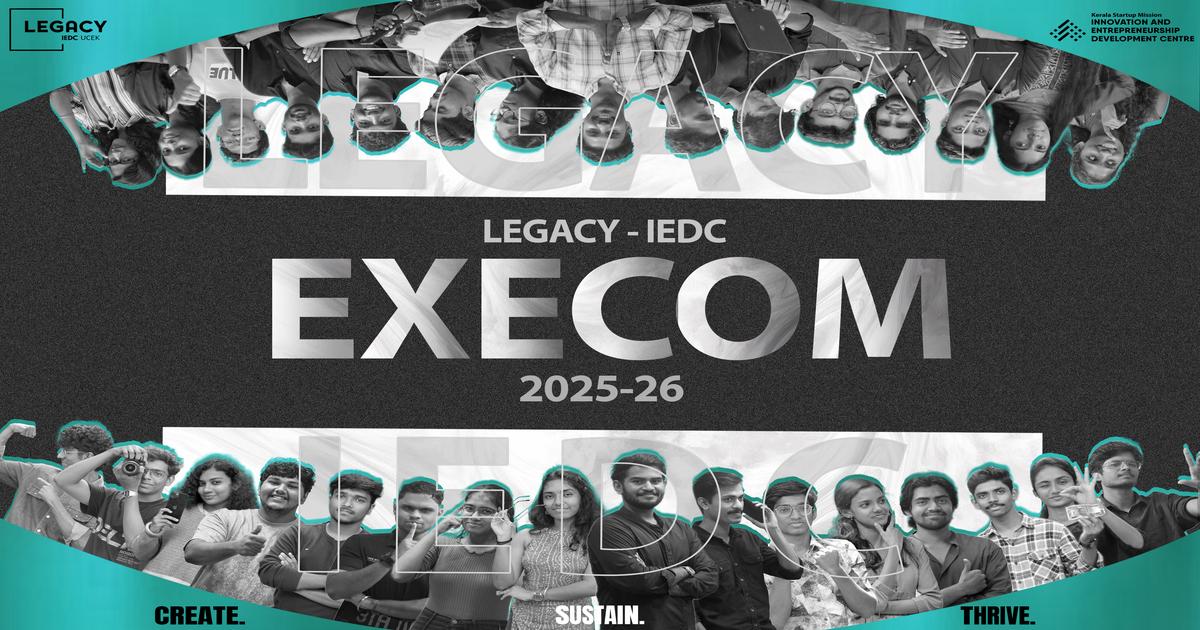 LEGACY
IEDC UCEK
Kerala Startup Mission
INNOVATION AND
ENTREPRENEURSHIP
DEVELOPMENT CENTRE
LEGACY
LEGACY - IEDC
EXECOM
2025-26
IEDC
CREATE. SUSTAIN. THRIVE.